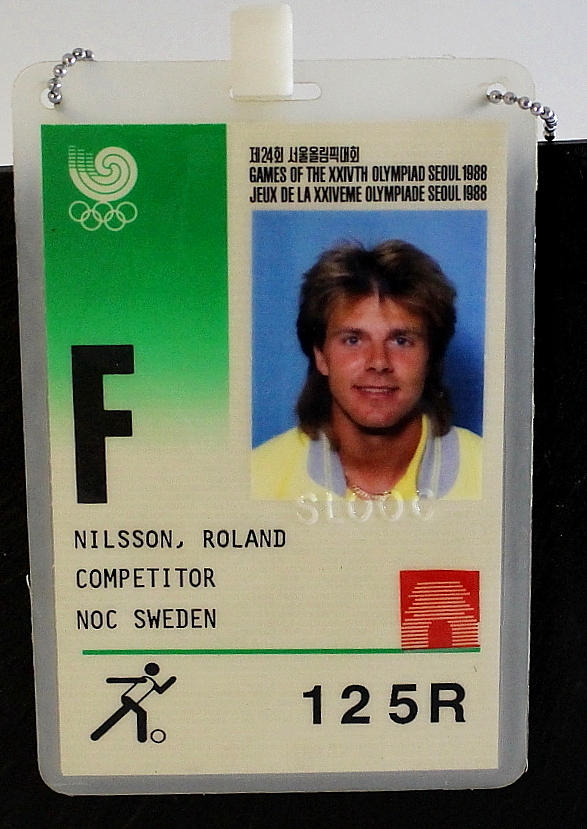 제24회 서울올림픽대회
GAMES OF THE XXIVTH OLYMPIAD SEOUL 1988
JEUX DE LA XXIVEME OLYMPIADE SEOUL 1988
F
SLOOC
NILSSON, ROLAND
COMPETITOR
NOC SWEDEN
125R